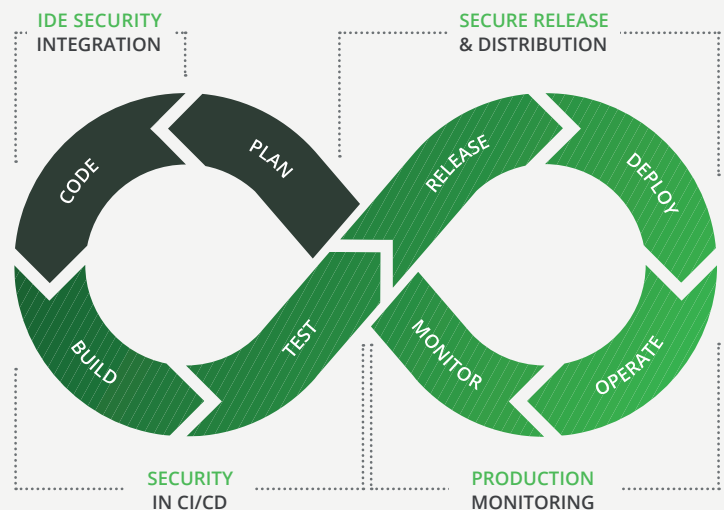 IDE SECURITY
INTEGRATION
SECURE RELEASE
& DISTRIBUTION
CODE
PLAN
RELEASE
DEPLOY
BUILD
TEST
MONITOR
OPERATE
SECURITY
IN CI/CD
PRODUCTION
MONITORING